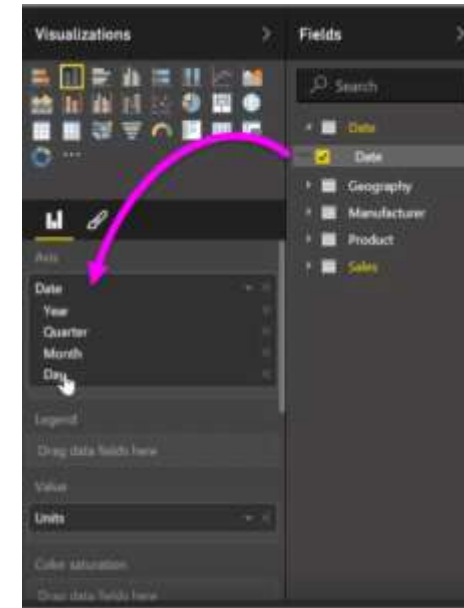 Visualizations
Fields
Search
Date
Date
Geography
Manufacturer
Product
Sales
Axis
Date
Year
Quarter
Month
Day
Legend
Drag data fields here
Value
Units
Color saturation
Drag data fields here